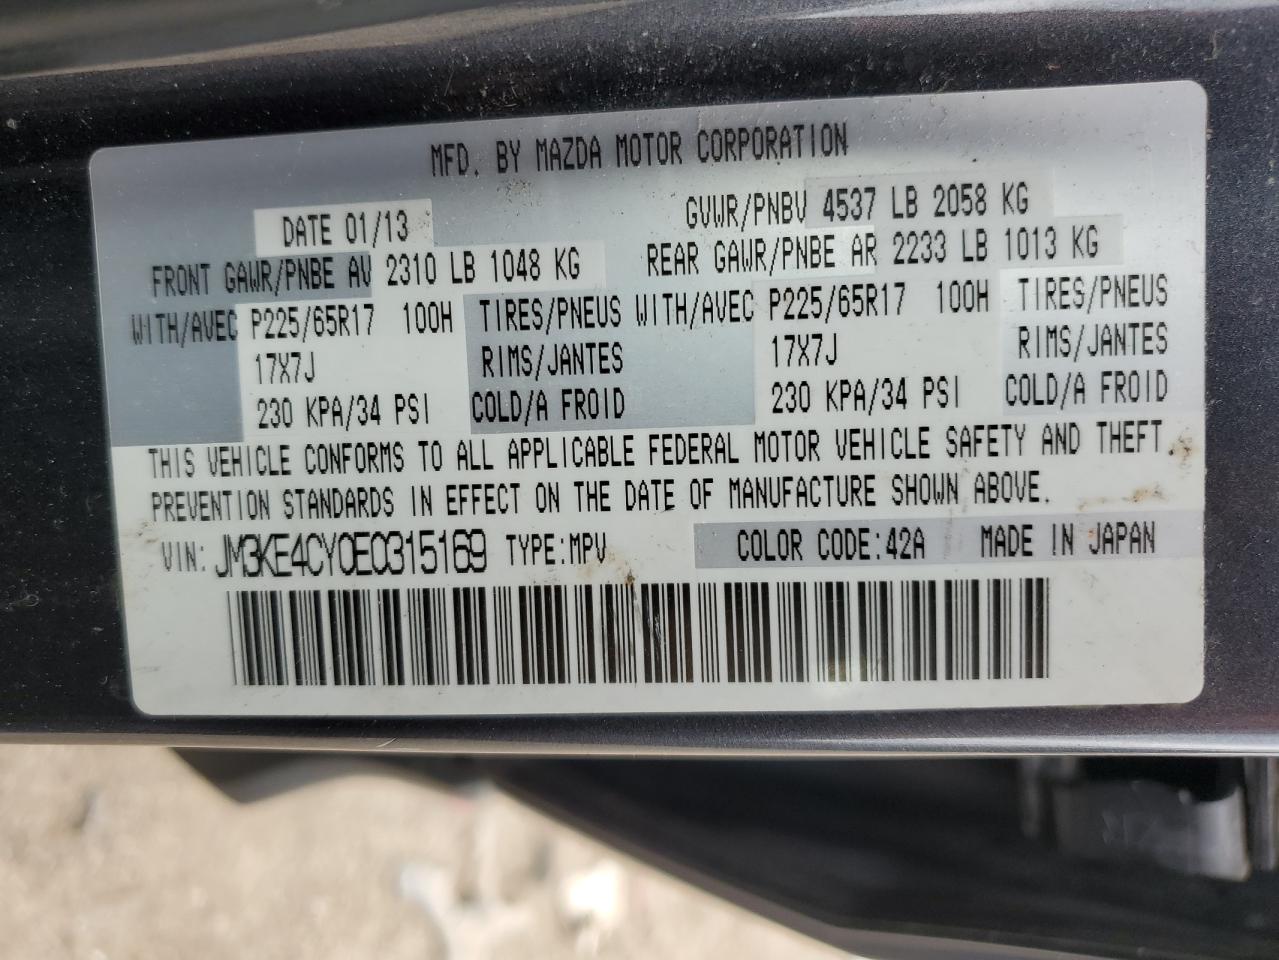 MFD. BY MAZDA MOTOR CORPORATION
DATE 01/13 GVWR/PNBV 4537 LB 2058 KG
FRONT GAWR/PNBE AV 2310 LB 1048 KG REAR GAWR/PNBE AR 2233 LB 1013 KG
WITH/AVEC P225/65R17 100H TIRES/PNEUS WITH/AVEC P225/65R17 100H TIRES/PNEUS
17X7J RIMS/JANTES 17X7J RIMS/JANTES
230 KPA/34 PSI COLD/A FROID 230 KPA/34 PSI COLD/A FROID
THIS VEHICLE CONFORMS TO ALL APPLICABLE FEDERAL MOTOR VEHICLE SAFETY AND THEFT
PREVENTION STANDARDS IN EFFECT ON THE DATE OF MANUFACTURE SHOWN ABOVE.
VIN: JM3KE4CY0E0315169 TYPE:MPV COLOR CODE:42A MADE IN JAPAN